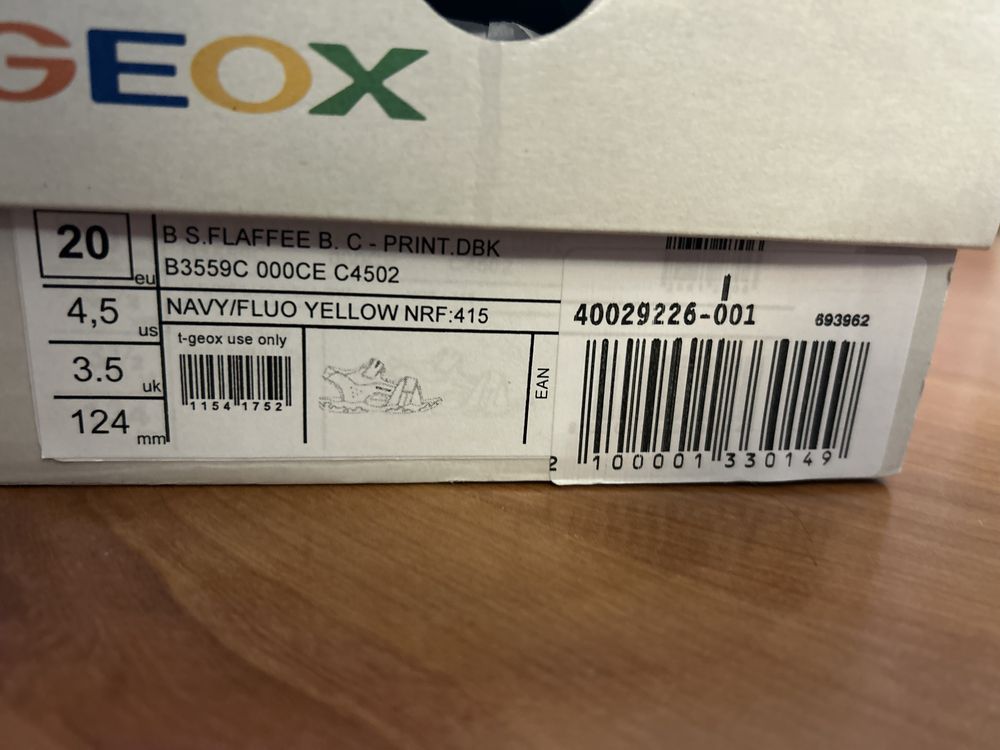 GEOX
20 eu
B S.FLAFFEE B. C - PRINT.DBK
B3559C 000CE C4502
4,5 us
NAVY/FLUO YELLOW NRF:415
3.5 uk
124 mm
t-geox use only
1154 1752
EAN
2
40029226-001
693962
100001 330149